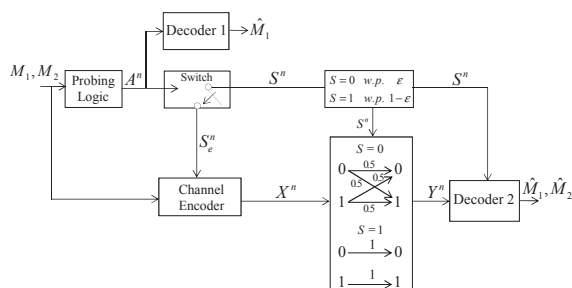 Decoder 1
M̂₁
M₁, M₂
Probing Logic
Aⁿ
Switch
Sⁿ
S = 0 w.p. ε
S = 1 w.p. 1−ε
Sⁿ
Sⁿ
Sₑⁿ
S = 0
0 0.5 0
0.5 0.5
1 0.5 1
Channel Encoder
Xⁿ
Yⁿ
Decoder 2
M̂₁, M̂₂
S = 1
0 1 0
1 1 1